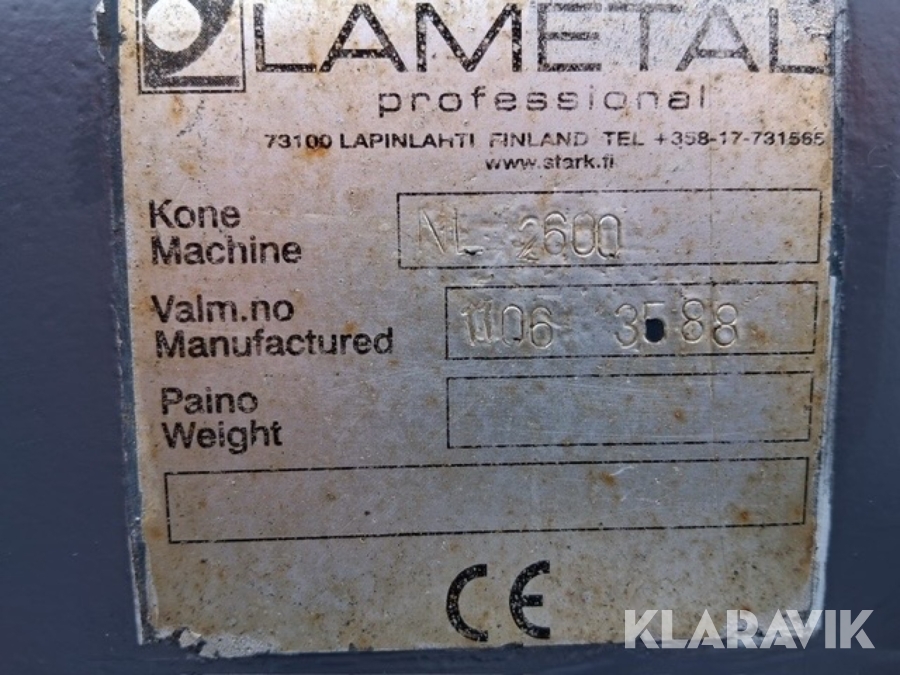 LAMETAL
professional
73100 LAPINLAHTI FINLAND TEL +358-17-731565
www.stark.fi
Kone
Machine
NL 2600
Valm.no
Manufactured
1106
Paino
Weight
CE
KLARAVIK